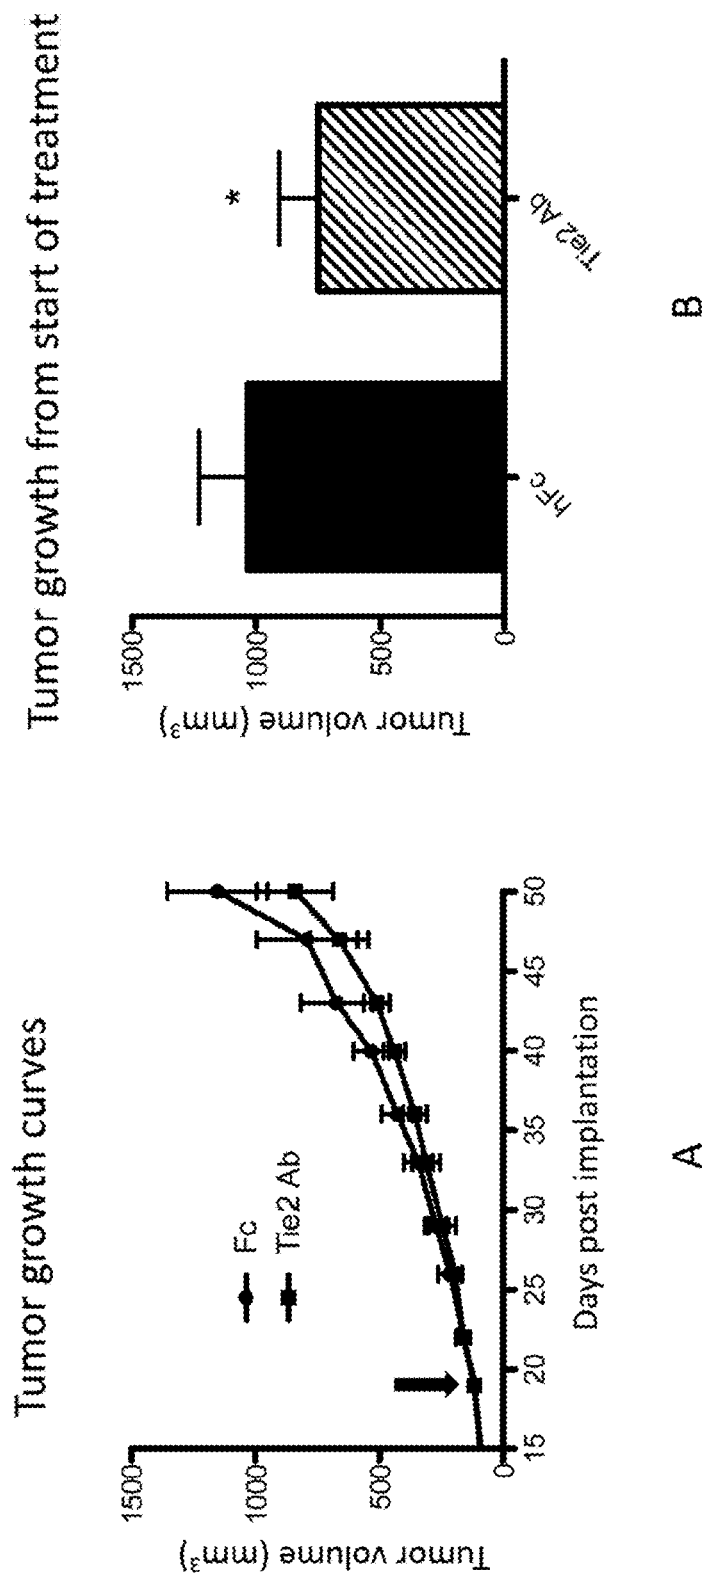 Tumor growth curves
Tumor volume (mm³)
1500
1000
500
0
Fc
Tie2 Ab
15 20 25 30 35 40 45 50
Days post implantation
A
Tumor growth from start of treatment
Tumor volume (mm³)
1500
1000
500
0
*
hFc
Tie2 Ab
B